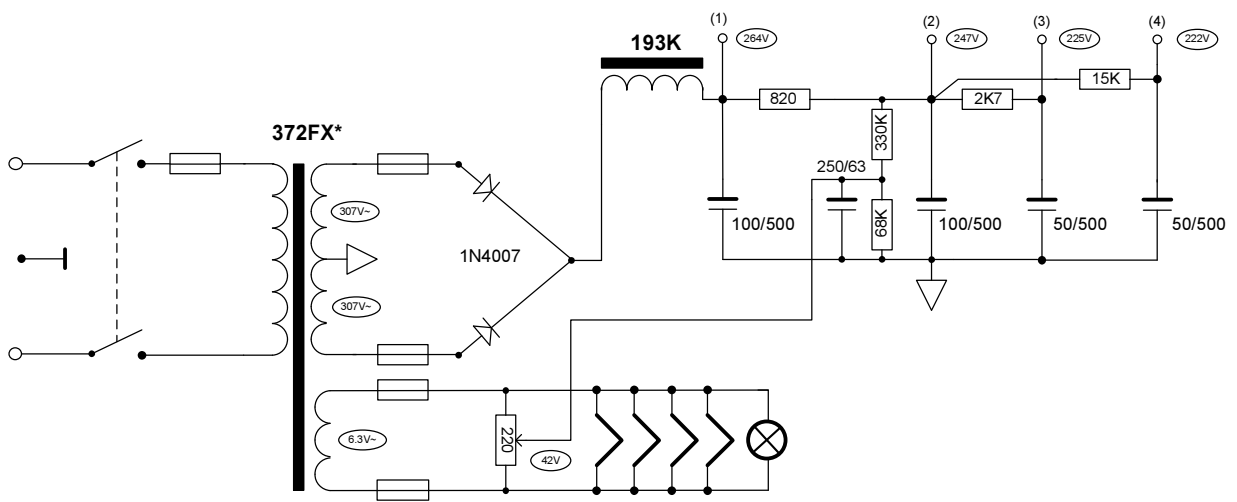 (1)
(2)
(3)
(4)
264V
247V
225V
222V
193K
15K
820
2K7
330K
372FX*
250/63
307V~
100/500
68K
100/500
50/500
50/500
1N4007
307V~
6.3V~
220
42V